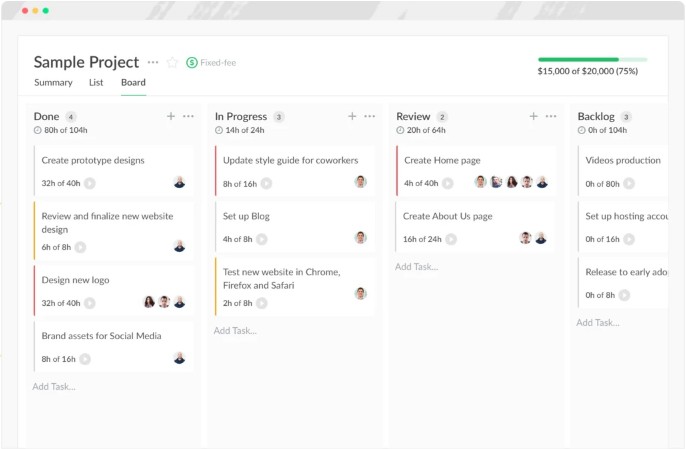 Sample Project
Fixed-fee
$15,000 of $20,000 (75%)
Summary
List
Board
Done 4
80h of 104h
Create prototype designs
32h of 40h
Review and finalize new website
design
6h of 8h
Design new logo
32h of 40h
Brand assets for Social Media
8h of 16h
Add Task...
In Progress 3
14h of 24h
Update style guide for coworkers
8h of 16h
Set up Blog
4h of 8h
Test new website in Chrome,
Firefox and Safari
2h of 8h
Add Task...
Review 2
20h of 64h
Create Home page
4h of 40h
Create About Us page
16h of 24h
Add Task...
Backlog 3
0h of 104h
Videos production
0h of 80h
Set up hosting accou
0h of 16h
Release to early ado
0h of 8h
Add Task...